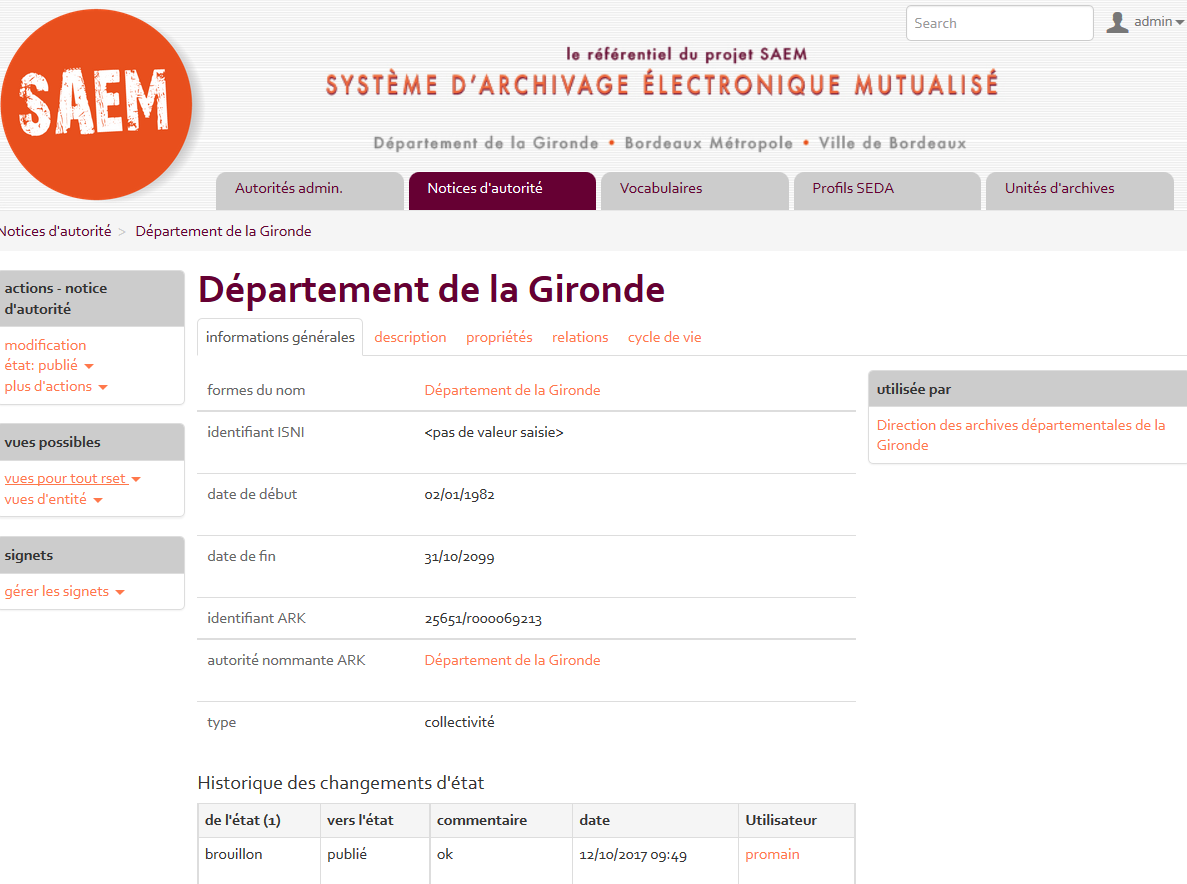 Search
admin
SAEM
le référentiel du projet SAEM
SYSTÈME D'ARCHIVAGE ÉLECTRONIQUE MUTUALISÉ
Département de la Gironde • Bordeaux Métropole • Ville de Bordeaux
Autorités admin.
Notices d'autorité
Vocabulaires
Profils SEDA
Unités d'archives
Notices d'autorité > Département de la Gironde
actions - notice
d'autorité
modification
état: publié
plus d'actions
vues possibles
vues pour tout rset
vues d'entité
signets
gérer les signets
Département de la Gironde
informations générales description propriétés relations cycle de vie
formes du nom Département de la Gironde
identifiant ISNI <pas de valeur saisie>
date de début 02/01/1982
date de fin 31/10/2099
identifiant ARK 25651/r000069213
autorité nommante ARK Département de la Gironde
type collectivité
utilisée par
Direction des archives départementales de la
Gironde
Historique des changements d'état
de l'état (1) vers l'état commentaire date Utilisateur
brouillon publié ok 12/10/2017 09:49 promain